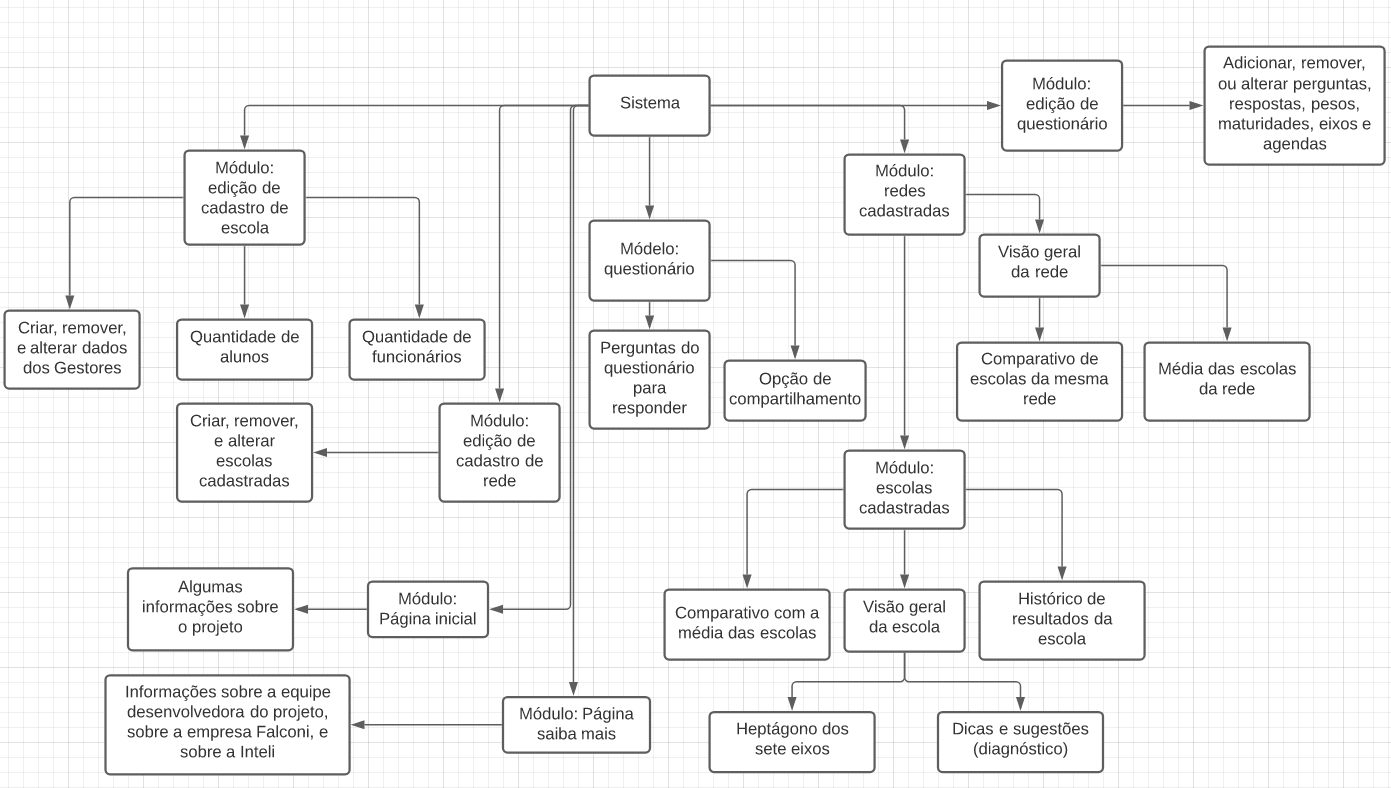 Sistema
Módulo:
edição de
questionário
Adicionar, remover,
ou alterar perguntas,
respostas, pesos,
maturidades, eixos e
agendas
Módulo:
edição de
cadastro de
escola
Módulo:
redes
cadastradas
Módelo:
questionário
Visão geral
da rede
Criar, remover,
e alterar dados
dos Gestores
Quantidade de
alunos
Quantidade de
funcionários
Perguntas do
questionário
para
responder
Opção de
compartilhamento
Comparativo de
escolas da mesma
rede
Média das escolas
da rede
Criar, remover,
e alterar
escolas
cadastradas
Módulo:
edição de
cadastro de
rede
Módulo:
escolas
cadastradas
Algumas
informações sobre
o projeto
Módulo:
Página inicial
Comparativo com a
média das escolas
Visão geral
da escola
Histórico de
resultados da
escola
Informações sobre a equipe
desenvolvedora do projeto,
sobre a empresa Falconi, e
sobre a Inteli
Módulo: Página
saiba mais
Heptágono dos
sete eixos
Dicas e sugestões
(diagnóstico)